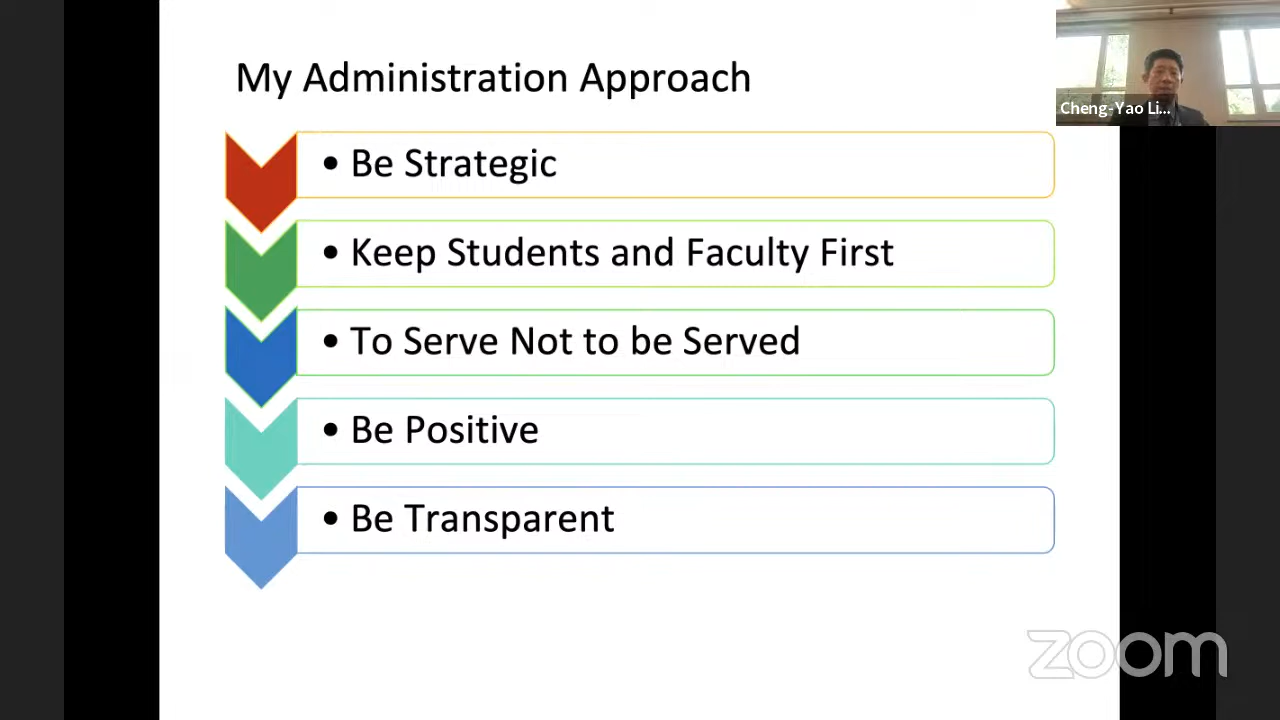 My Administration Approach
Cheng-Yao Li...
• Be Strategic
• Keep Students and Faculty First
• To Serve Not to be Served
• Be Positive
• Be Transparent
zoom